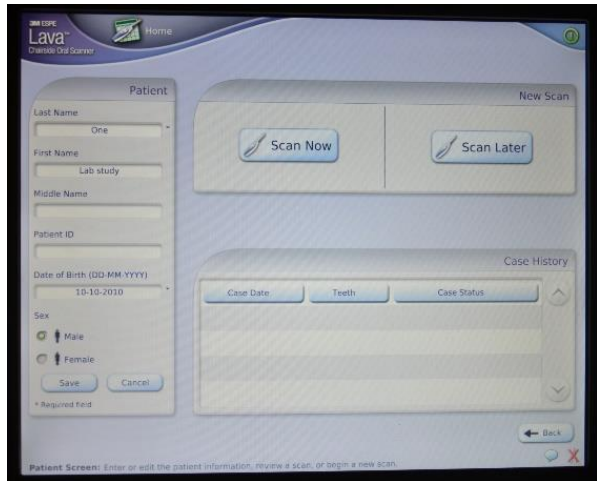 3M ESPE
Lava™
Chairside Oral Scanner
Home
Patient
Last Name
One *
First Name
Lab study
Middle Name
Patient ID
Date of Birth (DD-MM-YYYY)
10-10-2010 *
Sex
Male
Female
Save Cancel
* Required field
New Scan
Scan Now Scan Later
Case History
Case Date Teeth Case Status
Back
Patient Screen: Enter or edit the patient information, review a scan, or begin a new scan.